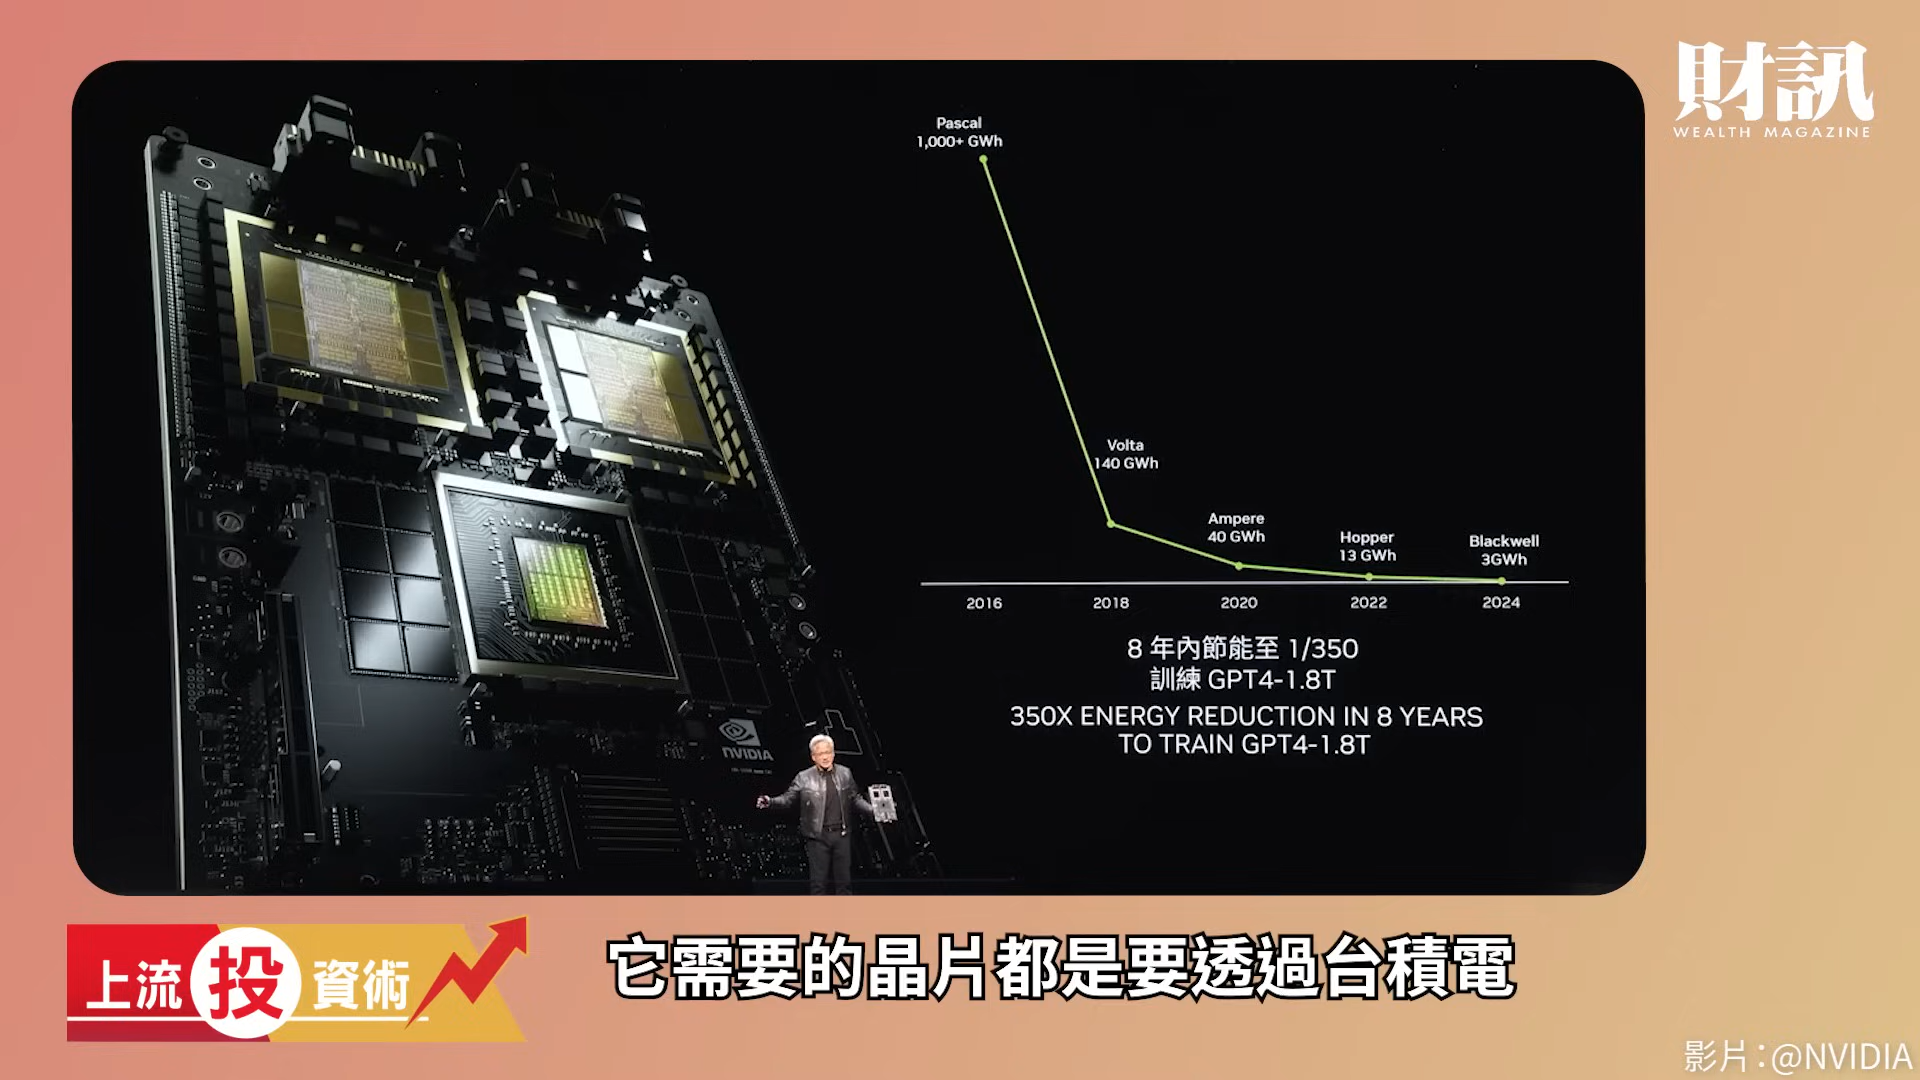 財訊
WEALTH MAGAZINE
Pascal
1,000+ GWh
Volta
140 GWh
Ampere
40 GWh
Hopper
13 GWh
Blackwell
3GWh
2016
2018
2020
2022
2024
8 年內節能至 1/350
訓練 GPT4-1.8T
350X ENERGY REDUCTION IN 8 YEARS
TO TRAIN GPT4-1.8T
NVIDIA
上流投資術
它需要的晶片都是要透過台積電
影片：@NVIDIA